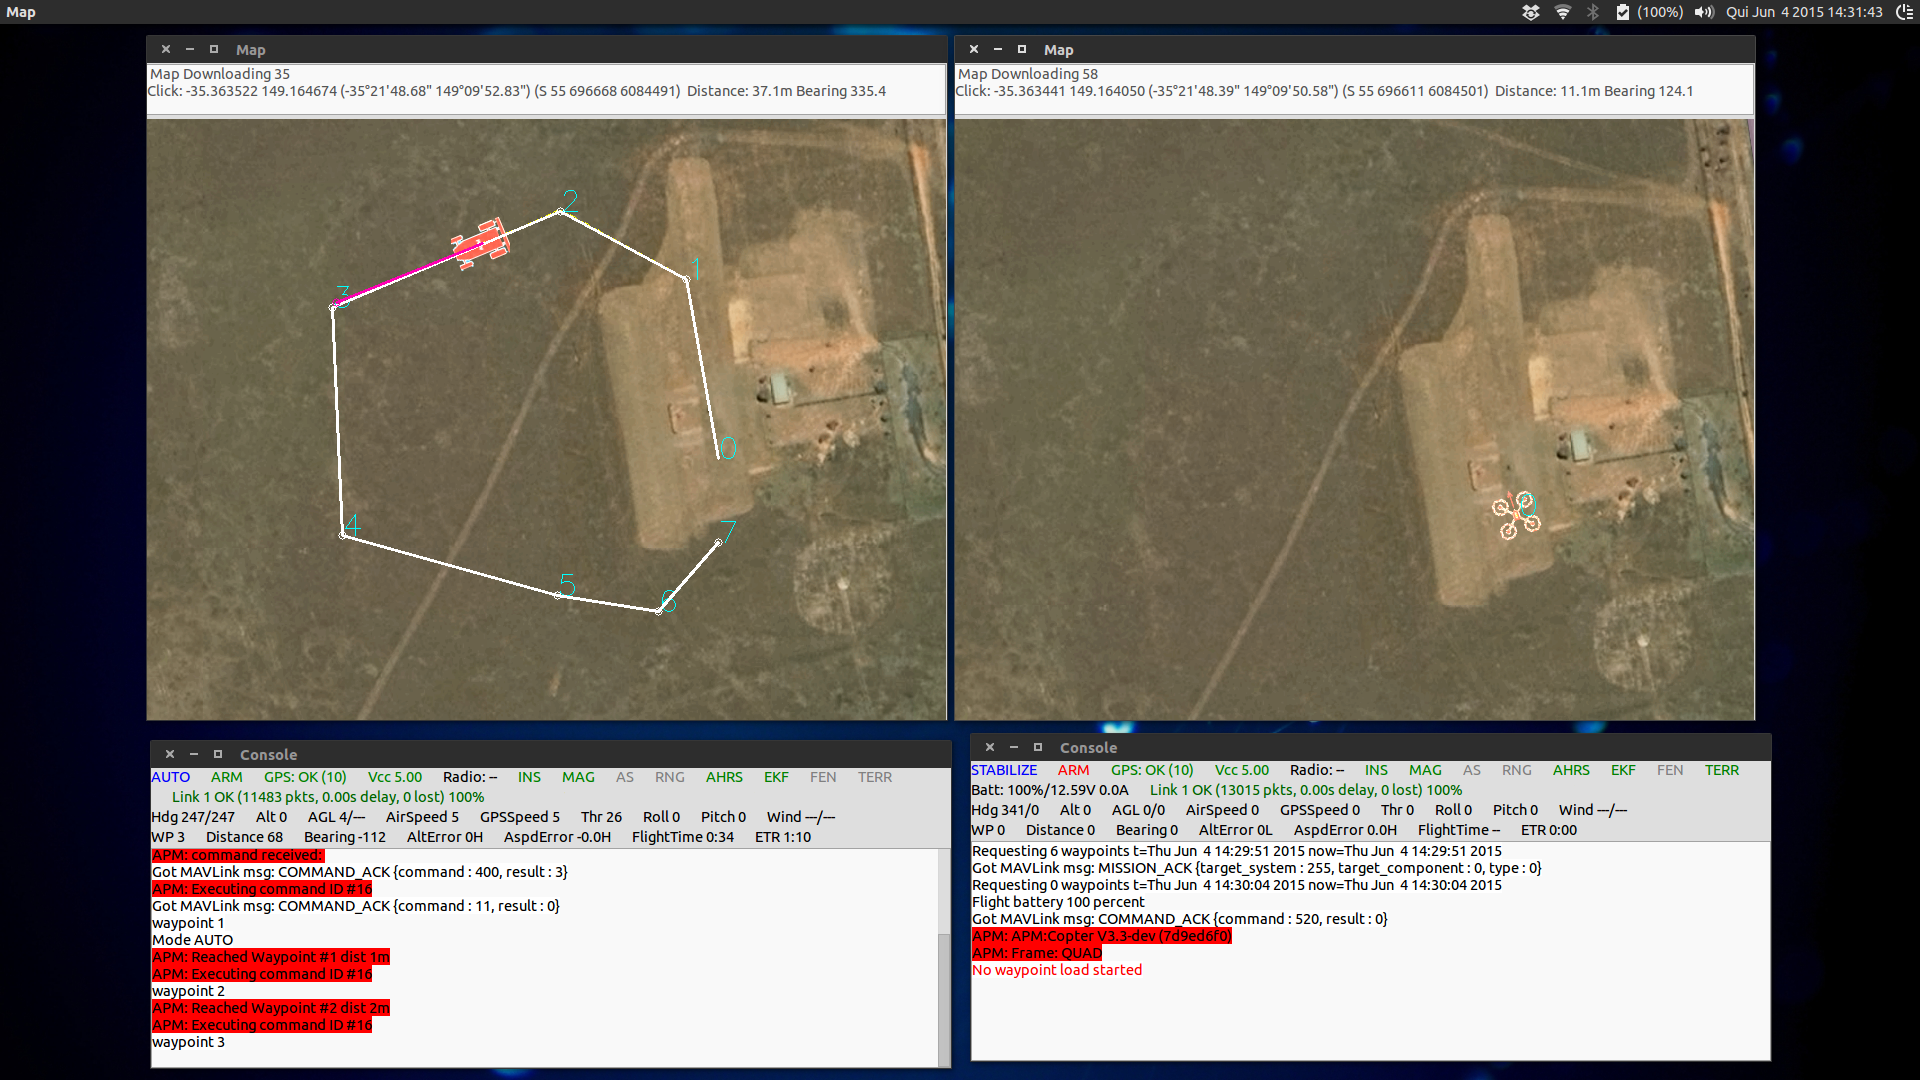 Map
(100%) Qui Jun 4 2015 14:31:43
Map
Map Downloading 35
Click: -35.363522 149.164674 (-35°21'48.68" 149°09'52.83") (S 55 696668 6084491) Distance: 37.1m Bearing 335.4
2
1
3
0
4
7
5
6
Map
Map Downloading 58
Click: -35.363441 149.164050 (-35°21'48.39" 149°09'50.58") (S 55 696611 6084501) Distance: 11.1m Bearing 124.1
0
Console
AUTO ARM GPS: OK (10) Vcc 5.00 Radio: -- INS MAG AS RNG AHRS EKF FEN TERR
Link 1 OK (11483 pkts, 0.00s delay, 0 lost) 100%
Hdg 247/247 Alt 0 AGL 4/--- AirSpeed 5 GPSSpeed 5 Thr 26 Roll 0 Pitch 0 Wind ---/---
WP 3 Distance 68 Bearing -112 AltError 0H AspdError -0.0H FlightTime 0:34 ETR 1:10
APM: command received:
Got MAVLink msg: COMMAND_ACK {command : 400, result : 3}
APM: Executing command ID #16
Got MAVLink msg: COMMAND_ACK {command : 11, result : 0}
waypoint 1
Mode AUTO
APM: Reached Waypoint #1 dist 1m
APM: Executing command ID #16
waypoint 2
APM: Reached Waypoint #2 dist 2m
APM: Executing command ID #16
waypoint 3
Console
STABILIZE ARM GPS: OK (10) Vcc 5.00 Radio: -- INS MAG AS RNG AHRS EKF FEN TERR
Batt: 100%/12.59V 0.0A Link 1 OK (13015 pkts, 0.00s delay, 0 lost) 100%
Hdg 341/0 Alt 0 AGL 0/0 AirSpeed 0 GPSSpeed 0 Thr 0 Roll 0 Pitch 0 Wind ---/---
WP 0 Distance 0 Bearing 0 AltError 0L AspdError 0.0H FlightTime -- ETR 0:00
Requesting 6 waypoints t=Thu Jun 4 14:29:51 2015 now=Thu Jun 4 14:29:51 2015
Got MAVLink msg: MISSION_ACK {target_system : 255, target_component : 0, type : 0}
Requesting 0 waypoints t=Thu Jun 4 14:30:04 2015 now=Thu Jun 4 14:30:04 2015
Flight battery 100 percent
Got MAVLink msg: COMMAND_ACK {command : 520, result : 0}
APM: APM:Copter V3.3-dev (7d9ed6f0)
APM: Frame: QUAD
No waypoint load started